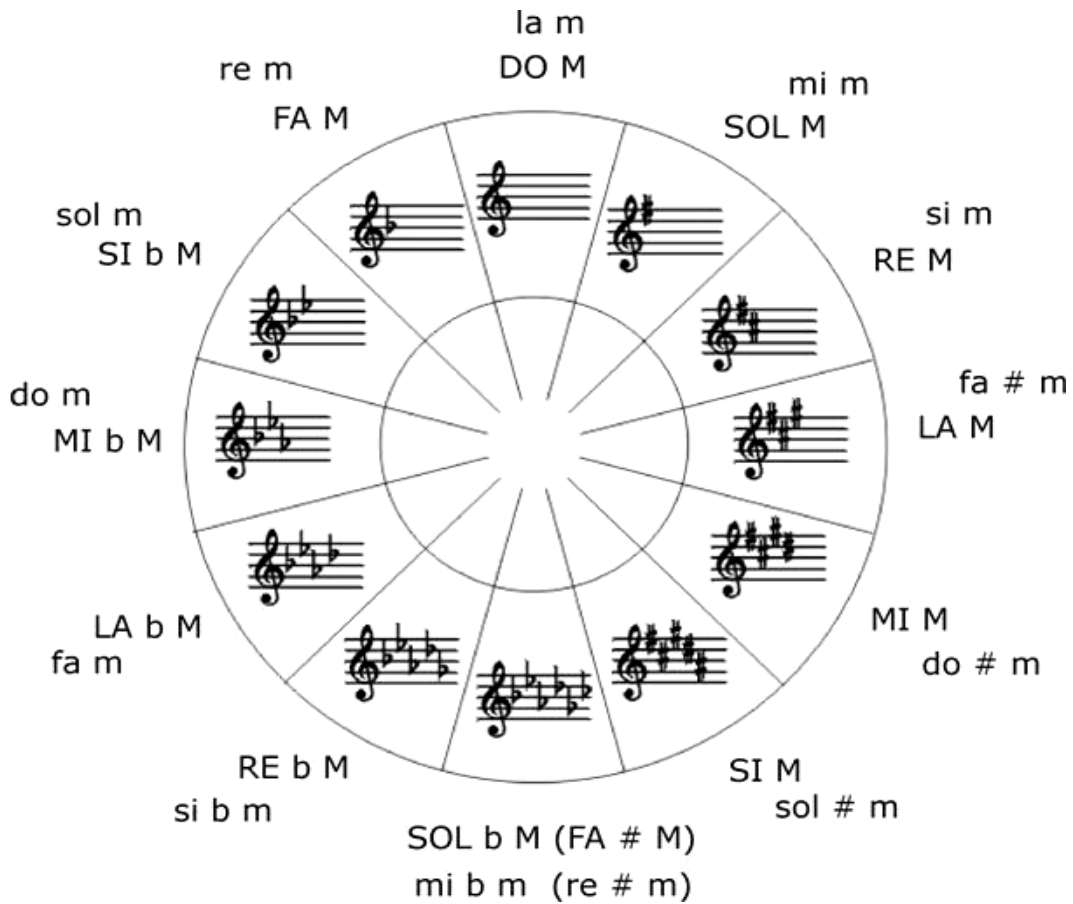 la m
DO M
mi m
SOL M
si m
RE M
fa # m
LA M
MI M
do # m
SI M
sol # m
SOL b M (FA # M)
mi b m (re # m)
RE b M
si b m
LA b M
fa m
do m
MI b M
sol m
SI b M
re m
FA M